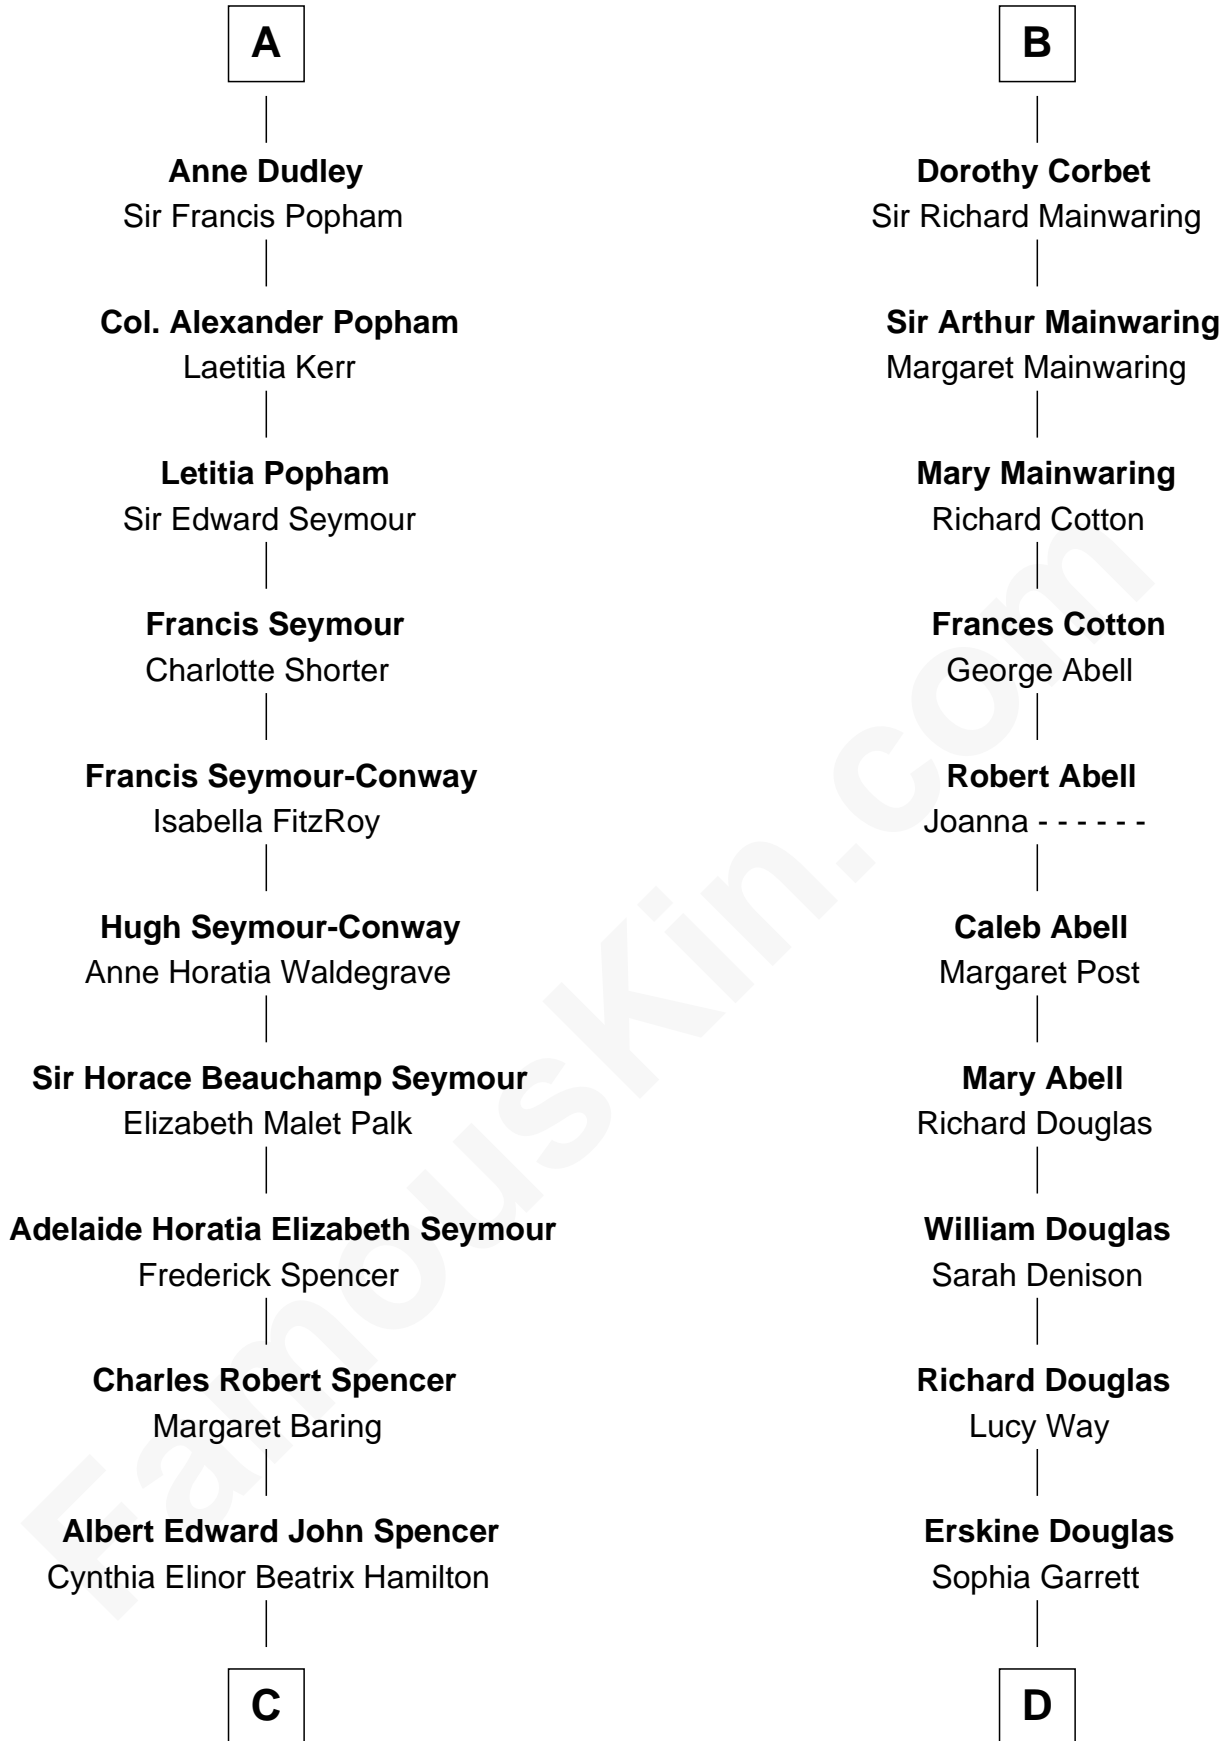 A
Anne Dudley
Sir Francis Popham
Col. Alexander Popham
Laetitia Kerr
Letitia Popham
Sir Edward Seymour
Francis Seymour
Charlotte Shorter
Francis Seymour-Conway
Isabella FitzRoy
Hugh Seymour-Conway
Anne Horatia Waldegrave
Sir Horace Beauchamp Seymour
Elizabeth Malet Palk
Adelaide Horatia Elizabeth Seymour
Frederick Spencer
Charles Robert Spencer
Margaret Baring
Albert Edward John Spencer
Cynthia Elinor Beatrix Hamilton
C
B
Dorothy Corbet
Sir Richard Mainwaring
Sir Arthur Mainwaring
Margaret Mainwaring
Mary Mainwaring
Richard Cotton
Frances Cotton
George Abell
Robert Abell
Joanna - - - - - -
Caleb Abell
Margaret Post
Mary Abell
Richard Douglas
William Douglas
Sarah Denison
Richard Douglas
Lucy Way
Erskine Douglas
Sophia Garrett
D
FamousKin.com